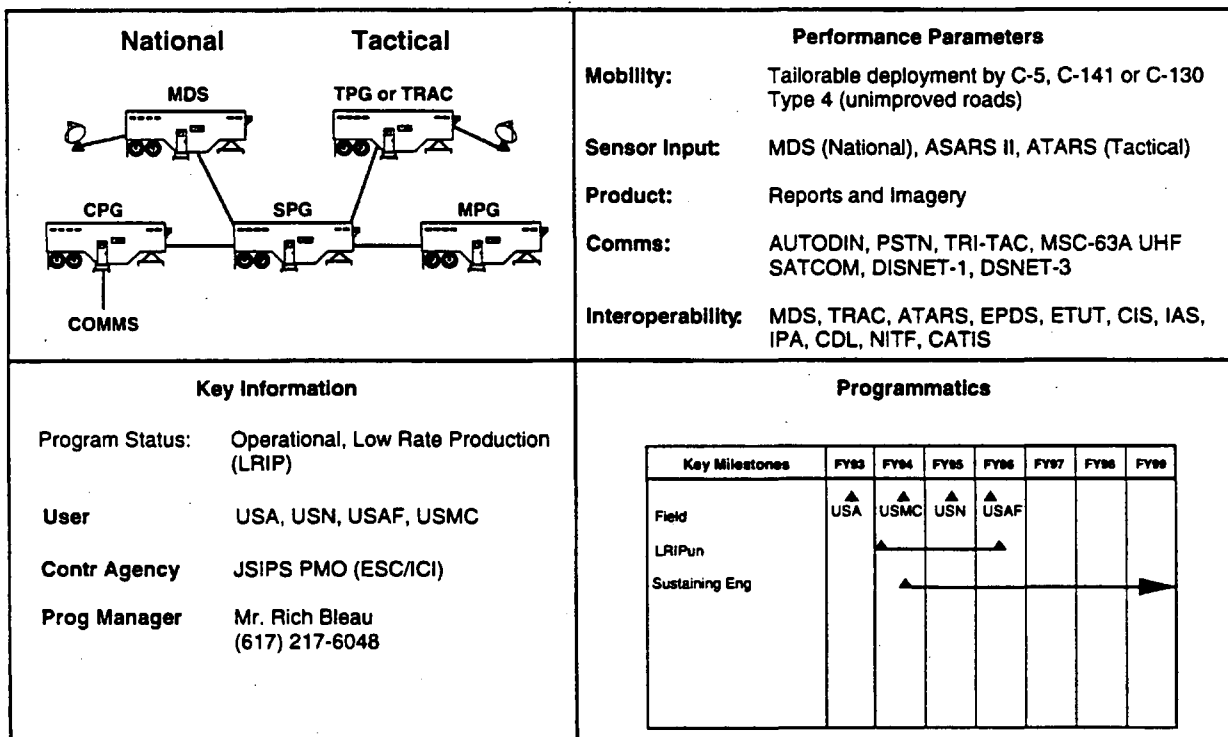 National Tactical
MDS TPG or TRAC
CPG SPG MPG
COMMS
Performance Parameters
Mobility: Tailorable deployment by C-5, C-141 or C-130
Type 4 (unimproved roads)
Sensor Input: MDS (National), ASARS II, ATARS (Tactical)
Product: Reports and Imagery
Comms: AUTODIN, PSTN, TRI-TAC, MSC-63A UHF
SATCOM, DISNET-1, DSNET-3
Interoperability: MDS, TRAC, ATARS, EPDS, ETUT, CIS, IAS,
IPA, CDL, NITF, CATIS
Key Information
Program Status: Operational, Low Rate Production
(LRIP)
User USA, USN, USAF, USMC
Contr Agency JSIPS PMO (ESC/ICI)
Prog Manager Mr. Rich Bleau
(617) 217-6048
Programmatics
Key Milestones FY93 FY94 FY95 FY96 FY97 FY98 FY99
Field USA USMC USN USAF
LRIPun
Sustaining Eng